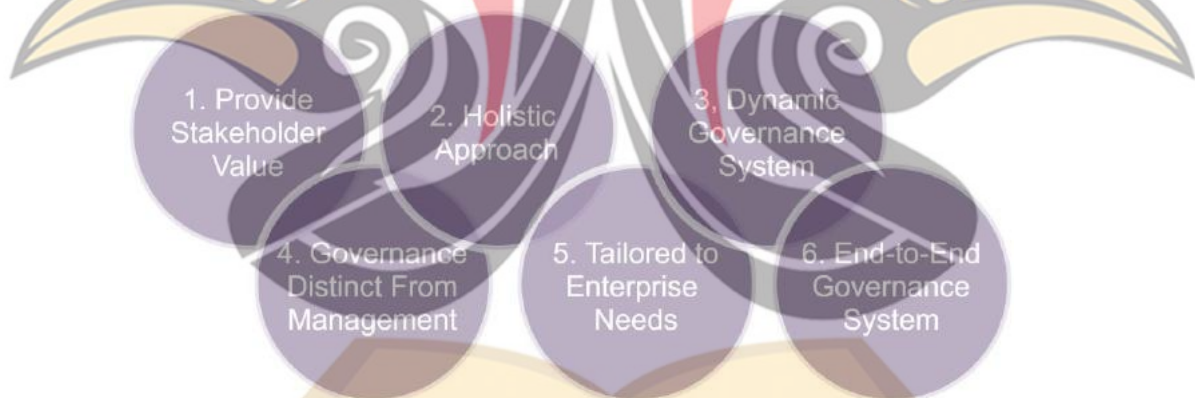 1. Provide
Stakeholder
Value
2. Holistic
Approach
3, Dynamic
Governance
System
4. Governance
Distinct From
Management
5. Tailored to
Enterprise
Needs
6. End-to-End
Governance
System